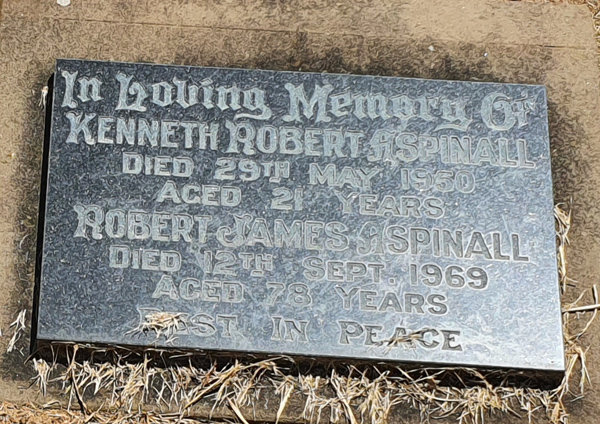 In Loving Memory Of
KENNETH ROBERT ASPINALL
DIED 29TH MAY 1950
AGED 21 YEARS
ROBERT JAMES ASPINALL
DIED 12TH SEPT. 1969
AGED 78 YEARS
REST IN PEACE